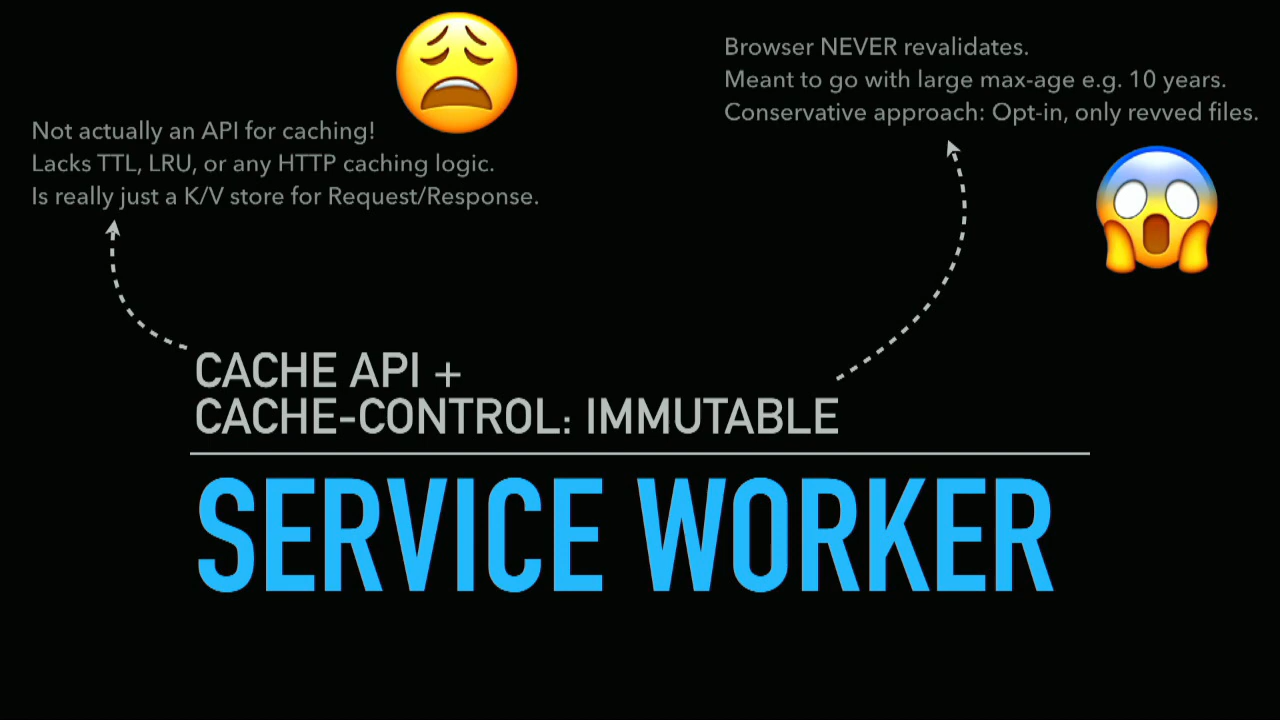 Not actually an API for caching!
Lacks TTL, LRU, or any HTTP caching logic.
Is really just a K/V store for Request/Response.
Browser NEVER revalidates.
Meant to go with large max-age e.g. 10 years.
Conservative approach: Opt-in, only revved files.
CACHE API +
CACHE-CONTROL: IMMUTABLE
SERVICE WORKER